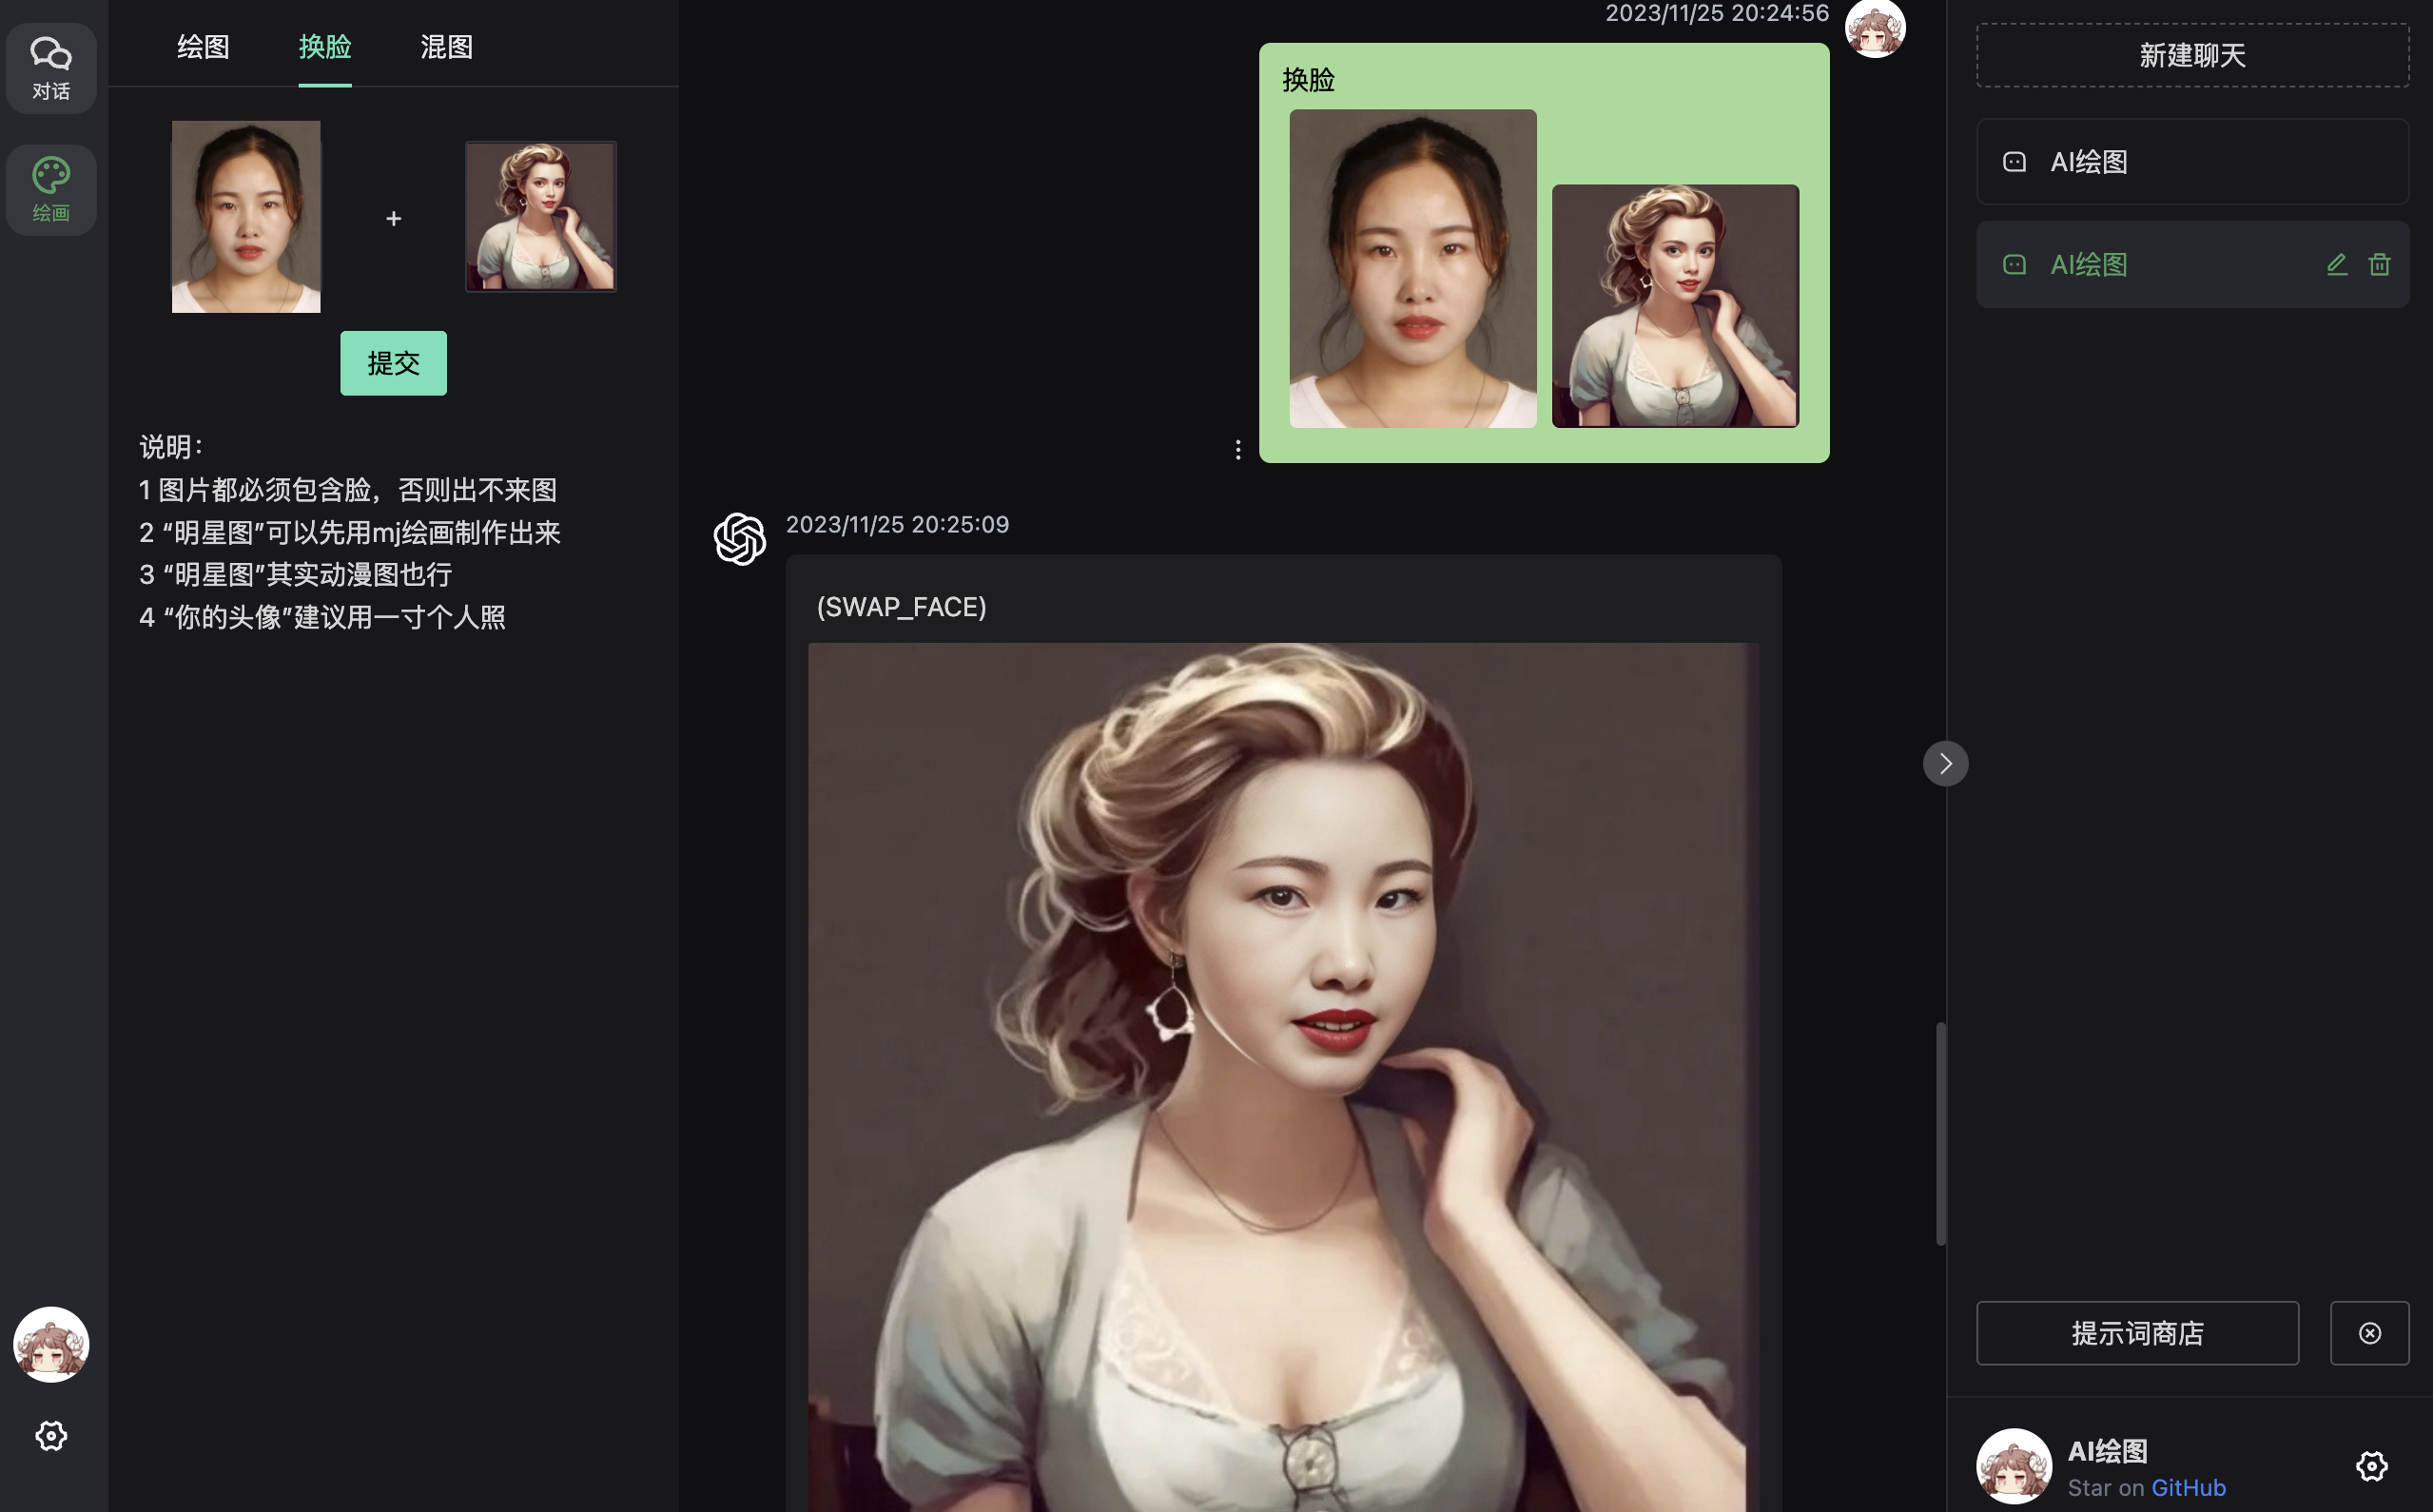 对话
绘画
绘图
换脸
混图
+
提交
说明：
1 图片都必须包含脸，否则出不来图
2 “明星图”可以先用mj绘画制作出来
3 “明星图”其实动漫图也行
4 “你的头像”建议用一寸个人照
2023/11/25 20:24:56
换脸
2023/11/25 20:25:09
(SWAP_FACE)
新建聊天
AI绘图
AI绘图
提示词商店
AI绘图
Star on GitHub